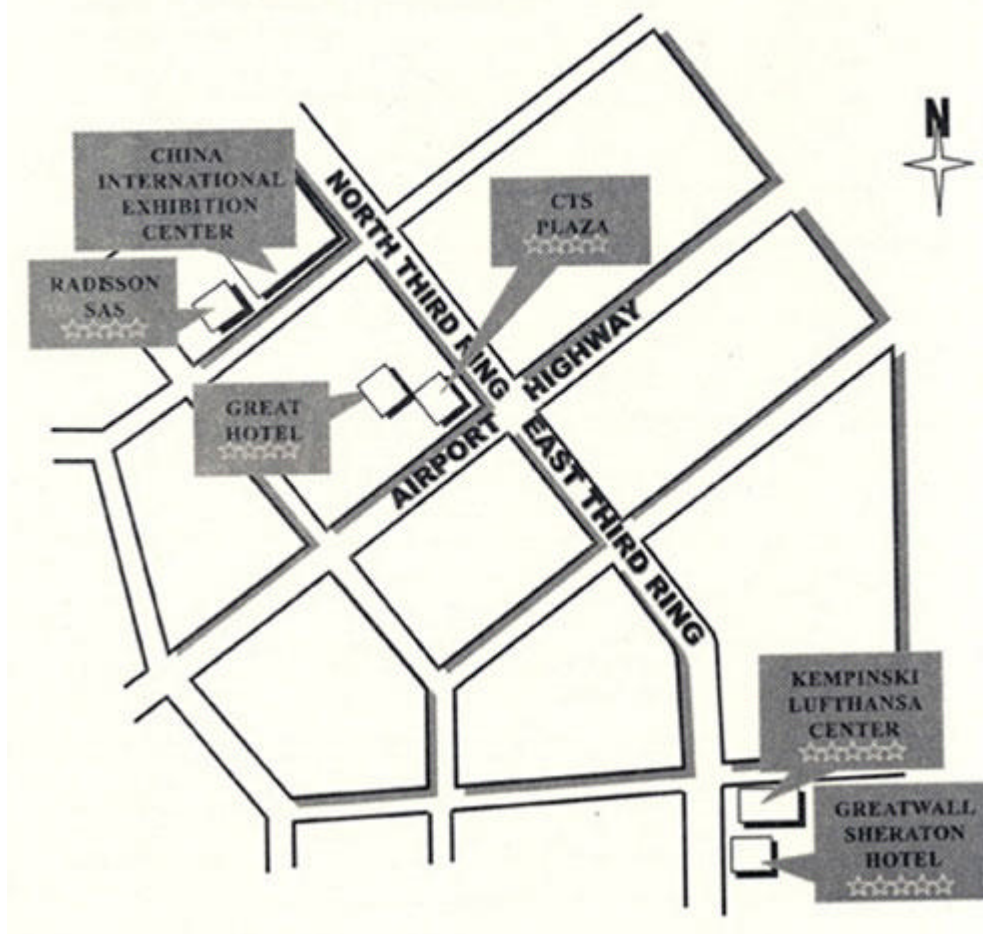 N
CHINA
INTERNATIONAL
EXHIBITION
CENTER
NORTH THIRD RING
CTS
PLAZA
☆☆☆☆
RADISSON
SAS
☆☆☆☆
AIRPORT HIGHWAY
GREAT
HOTEL
☆☆☆☆
EAST THIRD RING
KEMPINSKI
LUFTHANSA
CENTER
☆☆☆☆☆
GREATWALL
SHERATON
HOTEL
☆☆☆☆☆